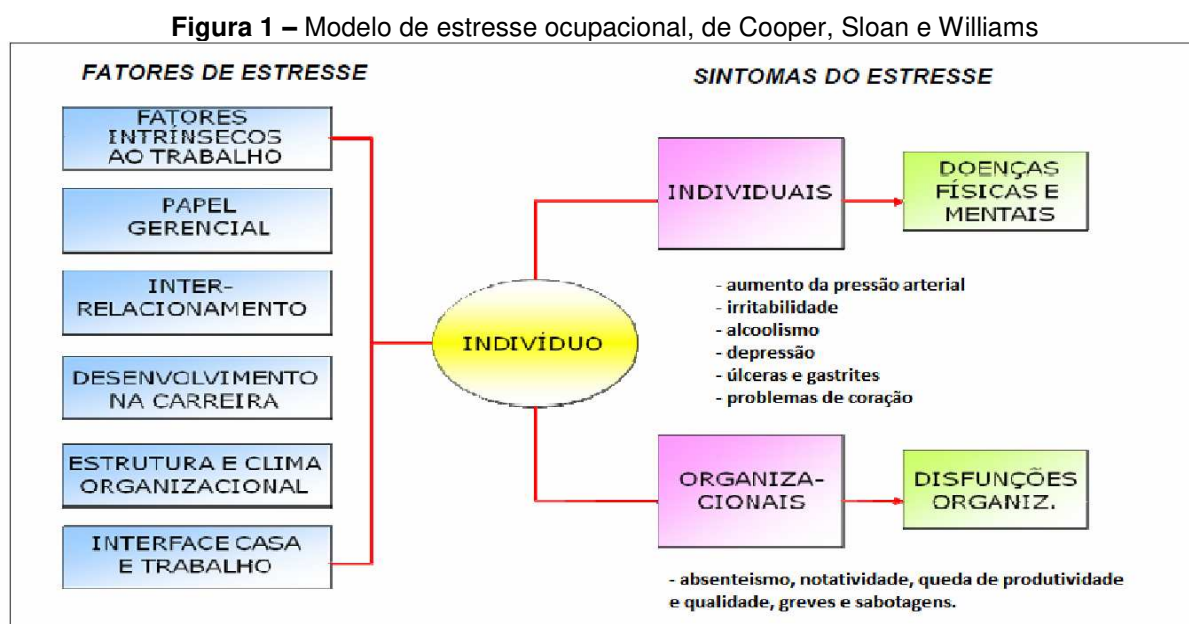 Figura 1 – Modelo de estresse ocupacional, de Cooper, Sloan e Williams
FATORES DE ESTRESSE
FATORES
INTRÍNSECOS
AO TRABALHO
PAPEL
GERENCIAL
INTER-
RELACIONAMENTO
DESENVOLVIMENTO
NA CARREIRA
ESTRUTURA E CLIMA
ORGANIZACIONAL
INTERFACE CASA
E TRABALHO
INDIVÍDUO
SINTOMAS DO ESTRESSE
INDIVIDUAIS
DOENÇAS
FÍSICAS E
MENTAIS
- aumento da pressão arterial
- irritabilidade
- alcoolismo
- depressão
- úlceras e gastrites
- problemas de coração
ORGANIZA-
CIONAIS
DISFUNÇÕES
ORGANIZ.
- absenteismo, notatividade, queda de produtividade
e qualidade, greves e sabotagens.